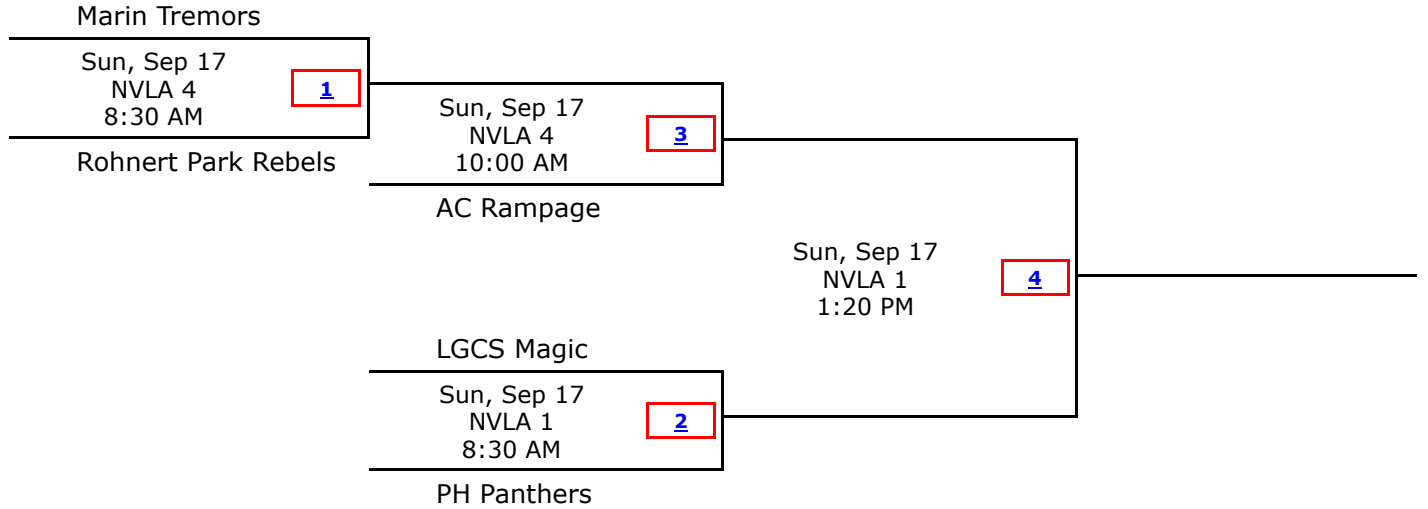 Marin Tremors
Sun, Sep 17
NVLA 4
8:30 AM
1
Rohnert Park Rebels
Sun, Sep 17
NVLA 4
10:00 AM
3
AC Rampage
Sun, Sep 17
NVLA 1
1:20 PM
4
LGCS Magic
Sun, Sep 17
NVLA 1
8:30 AM
2
PH Panthers